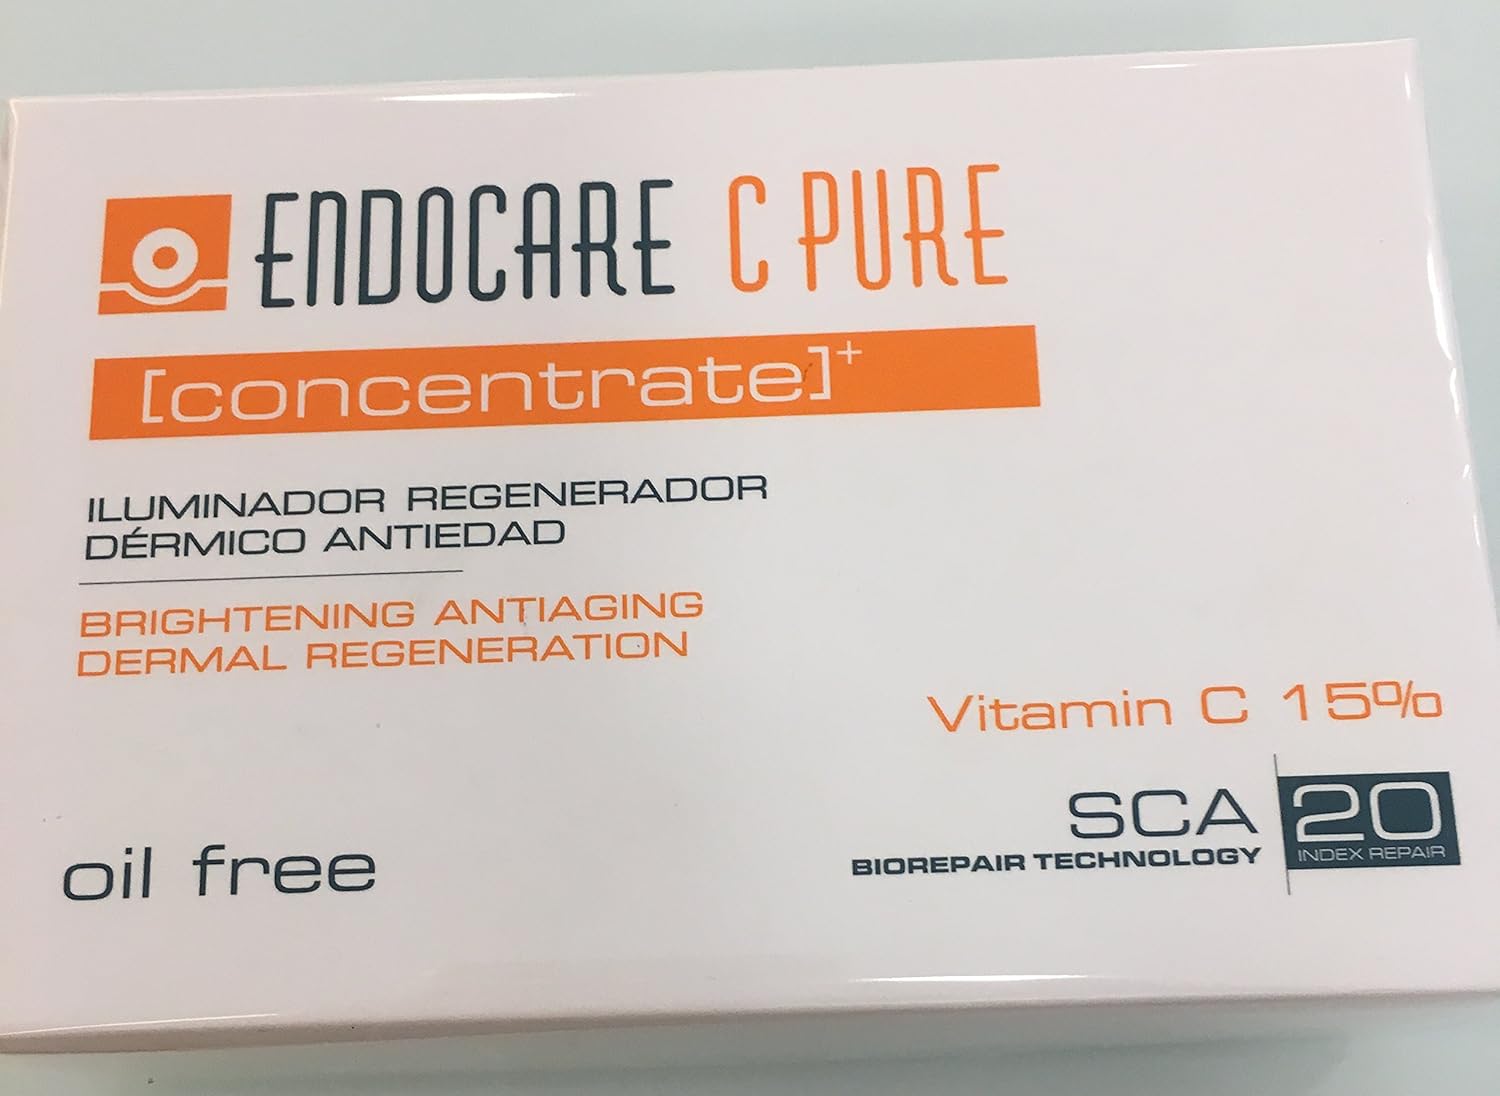 ENDOCARE C PURE
[concentrate]+
ILUMINADOR REGENERADOR
DÉRMICO ANTIEDAD
BRIGHTENING ANTIAGING
DERMAL REGENERATION
Vitamin C 15%
SCA 20
BIOREPAIR TECHNOLOGY INDEX REPAIR
oil free